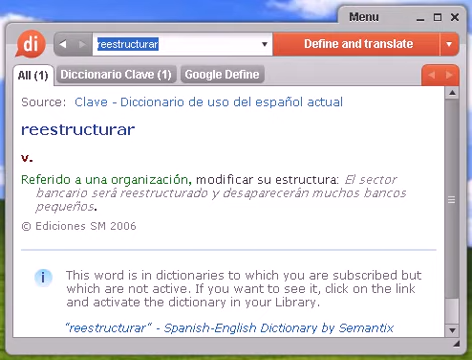 Menu
di
reestructurar
Define and translate
All (1)
Diccionario Clave (1)
Google Define
Source: Clave - Diccionario de uso del español actual
reestructurar
v.
Referido a una organización, modificar su estructura: El sector
bancario será reestructurado y desaparecerán muchos bancos
pequeños.
© Ediciones SM 2006
i
This word is in dictionaries to which you are subscribed but
which are not active. If you want to see it, click on the link
and activate the dictionary in your Library.
"reestructurar" - Spanish-English Dictionary by Semantix